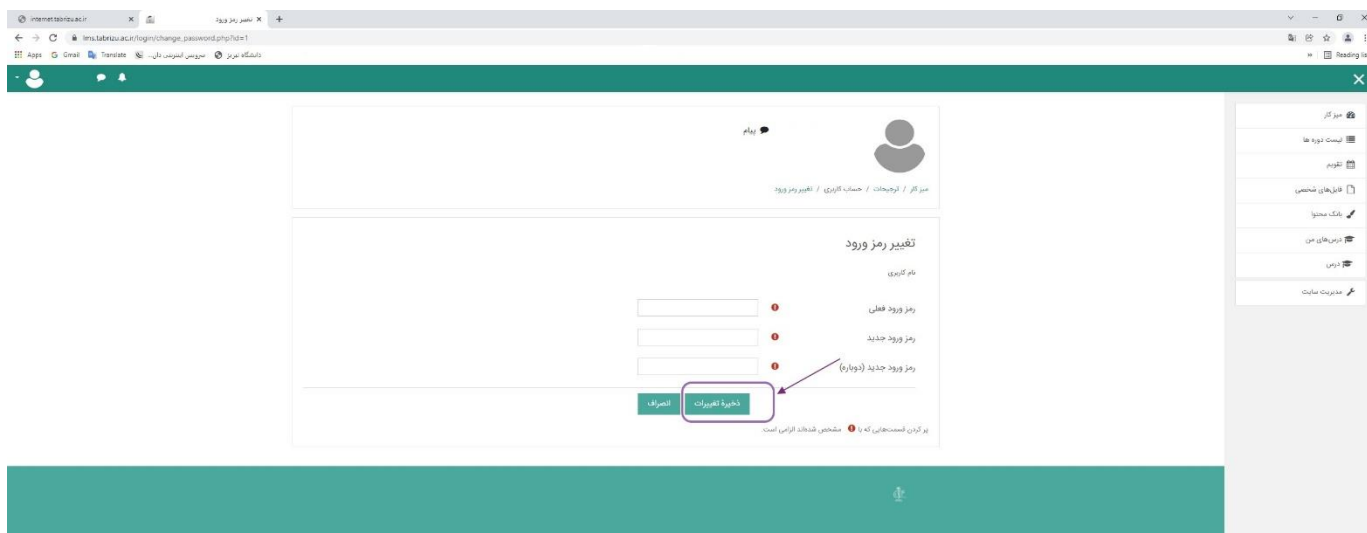 internet.tabrizu.ac.ir
تغییر رمز ورود
lms.tabrizu.ac.ir/login/change_password.php?id=1
Apps
Gmail
Translate
سرویس اینترنتی دان...
دانشگاه تبریز
Reading lis
پیام
میز کار / ترجیحات / حساب کاربری / تغییر رمز ورود
تغییر رمز ورود
نام کاربری
رمز ورود فعلی
رمز ورود جدید
رمز ورود جدید (دوباره)
ذخیرهٔ تغییرات
انصراف
پر کردن قسمت‌هایی که با مشخص شده‌اند الزامی است.
میز کار
لیست دوره ها
تقویم
فایل‌های شخصی
بانک محتوا
درس‌های من
درس
مدیریت سایت